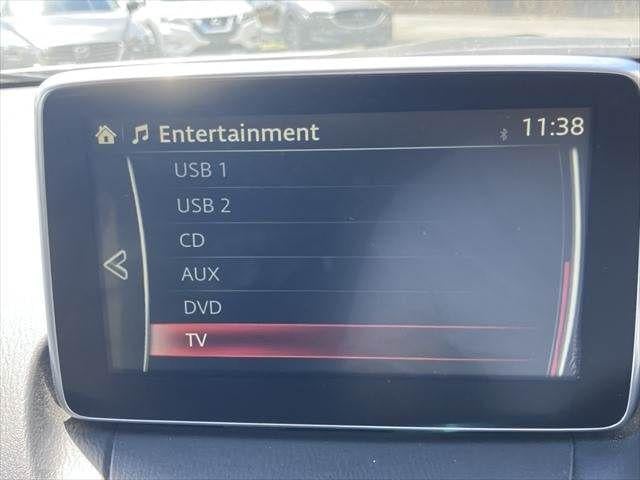 Entertainment 11:38
USB 1
USB 2
CD
AUX
DVD
TV